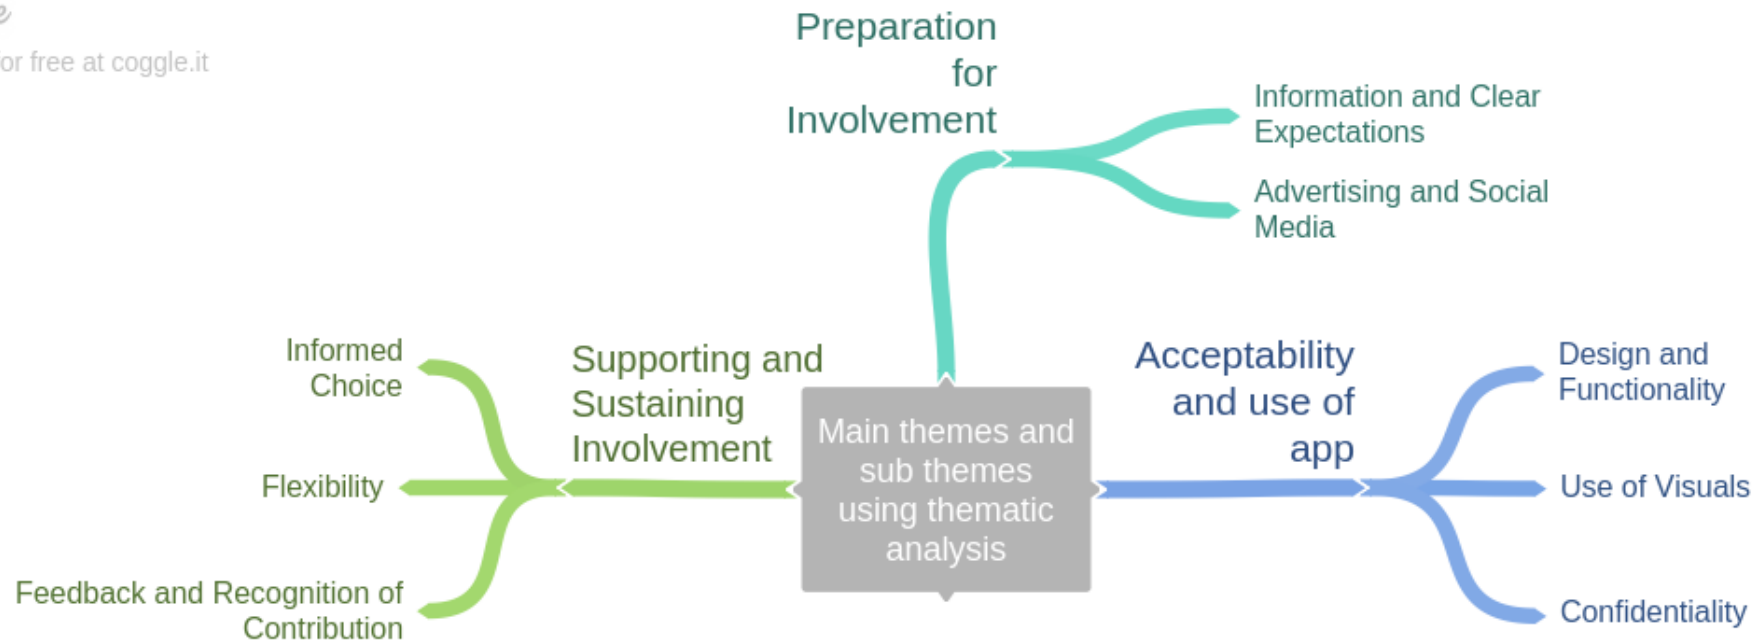 or free at coggle.it
Preparation
for
Involvement
Information and Clear
Expectations
Advertising and Social
Media
Informed
Choice
Flexibility
Feedback and Recognition of
Contribution
Supporting and
Sustaining
Involvement
Main themes and
sub themes
using thematic
analysis
Acceptability
and use of
app
Design and
Functionality
Use of Visuals
Confidentiality